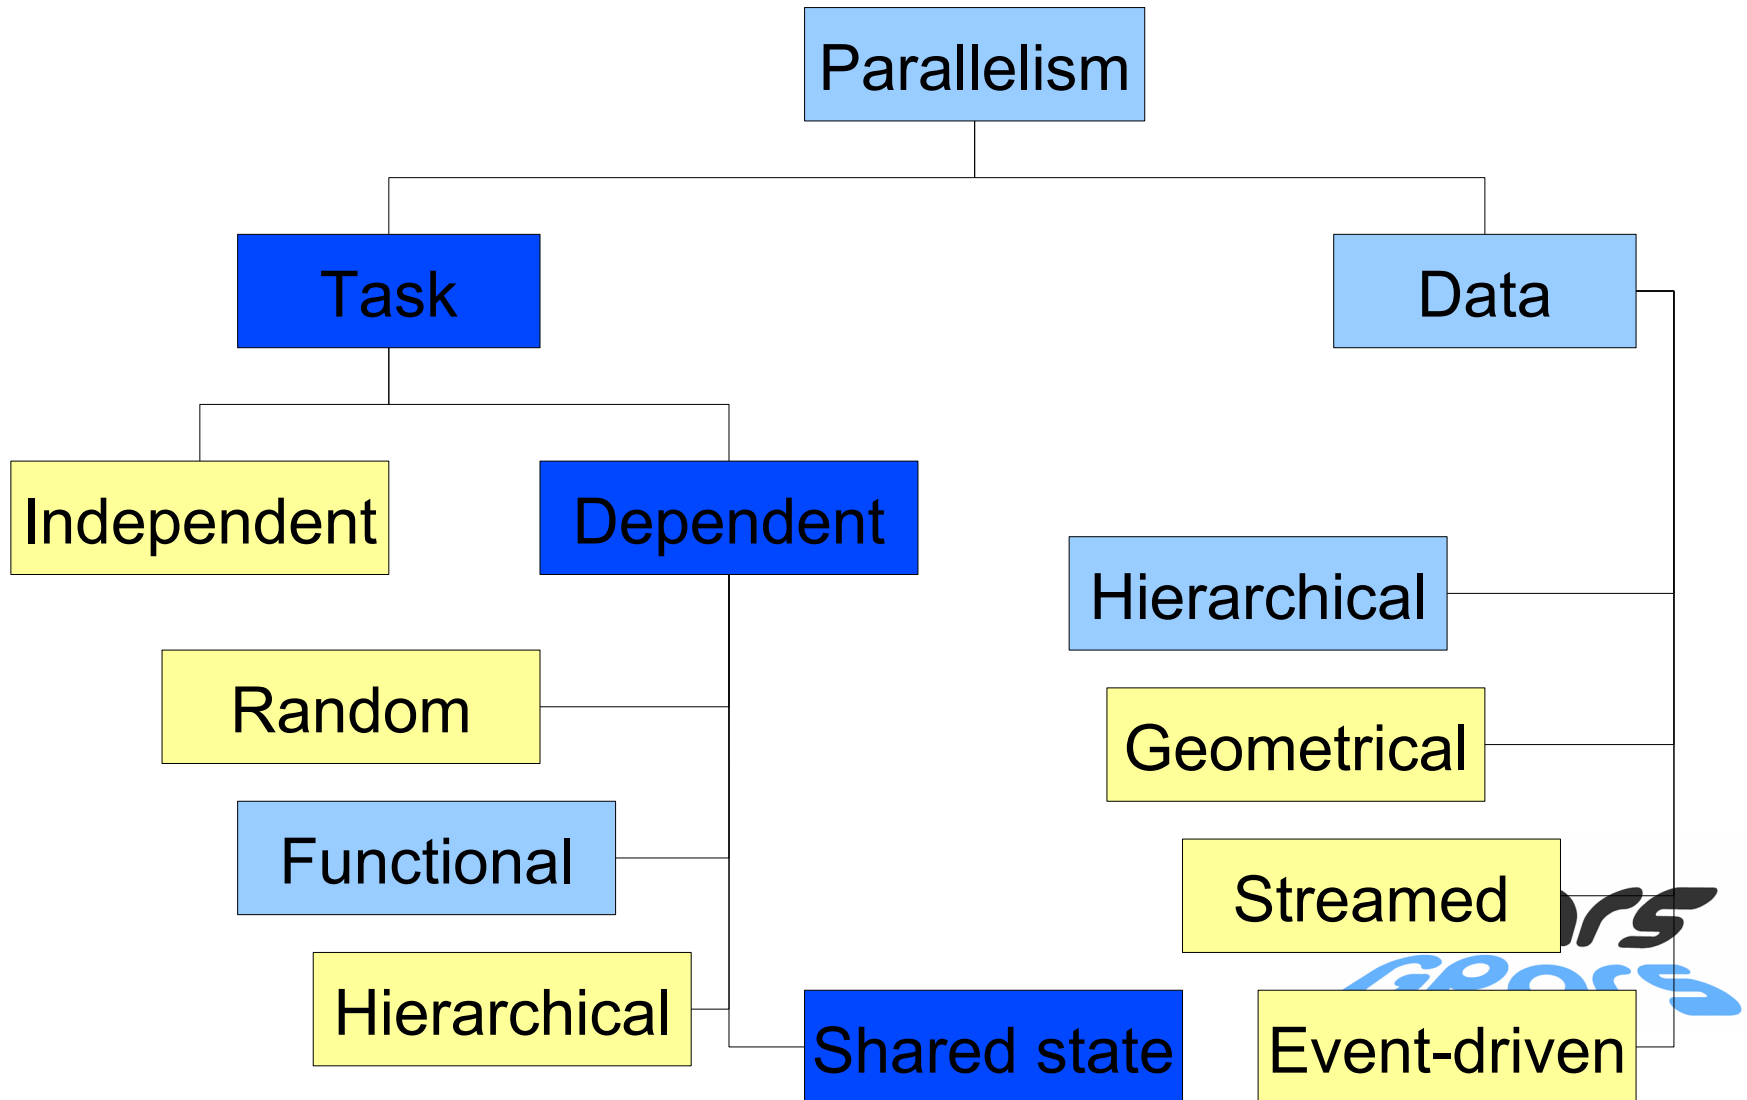 Parallelism
Task
Data
Independent
Dependent
Hierarchical
Random
Geometrical
Functional
Streamed
Hierarchical
Shared state
Event-driven